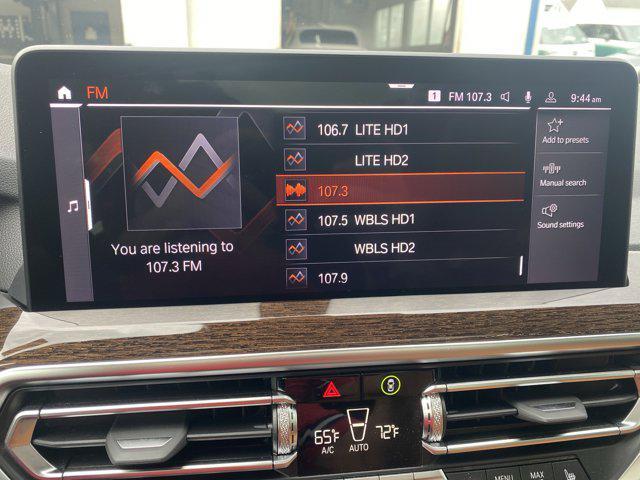 FM
1 FM 107.3 9:44 am
106.7 LITE HD1
LITE HD2
107.3
107.5 WBLS HD1
WBLS HD2
107.9
You are listening to
107.3 FM
Add to presets
Manual search
Sound settings
65°F
A/C
AUTO
72°F
MENU
MAX